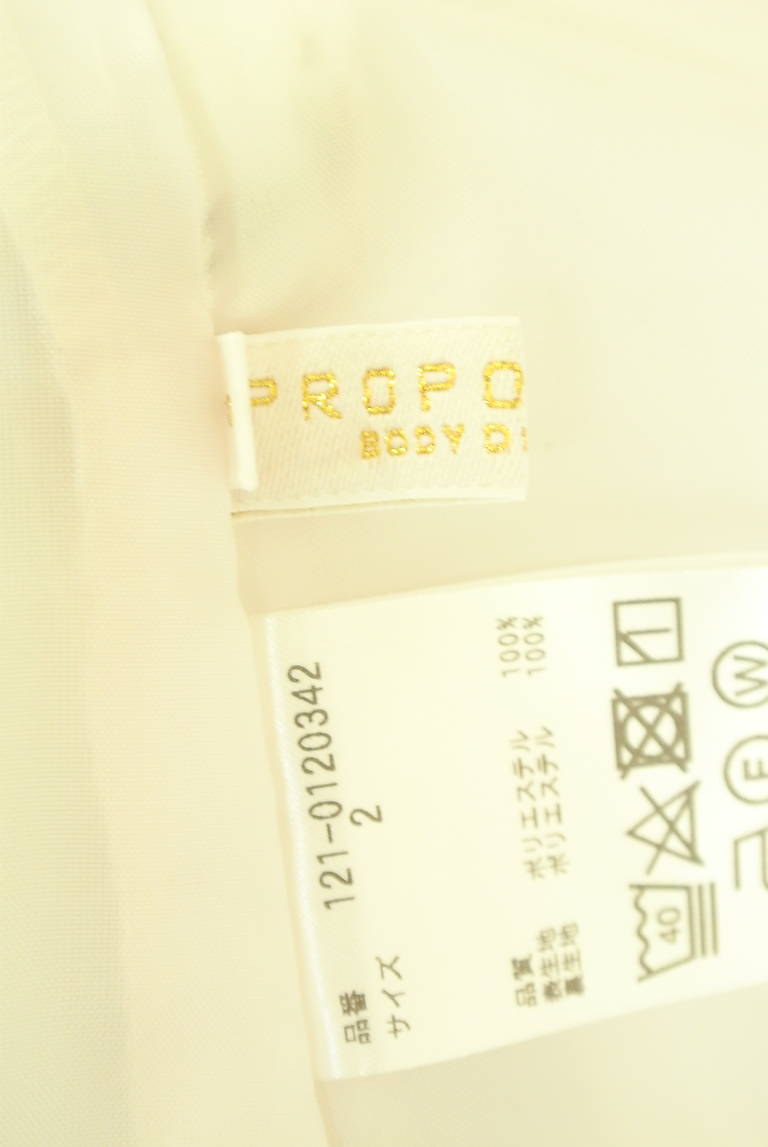 PROPO
BODY D
品番 121-0120342
サイズ 2
品質
表生地 ポリエステル 100%
裏生地 ポリエステル 100%
40
W
F